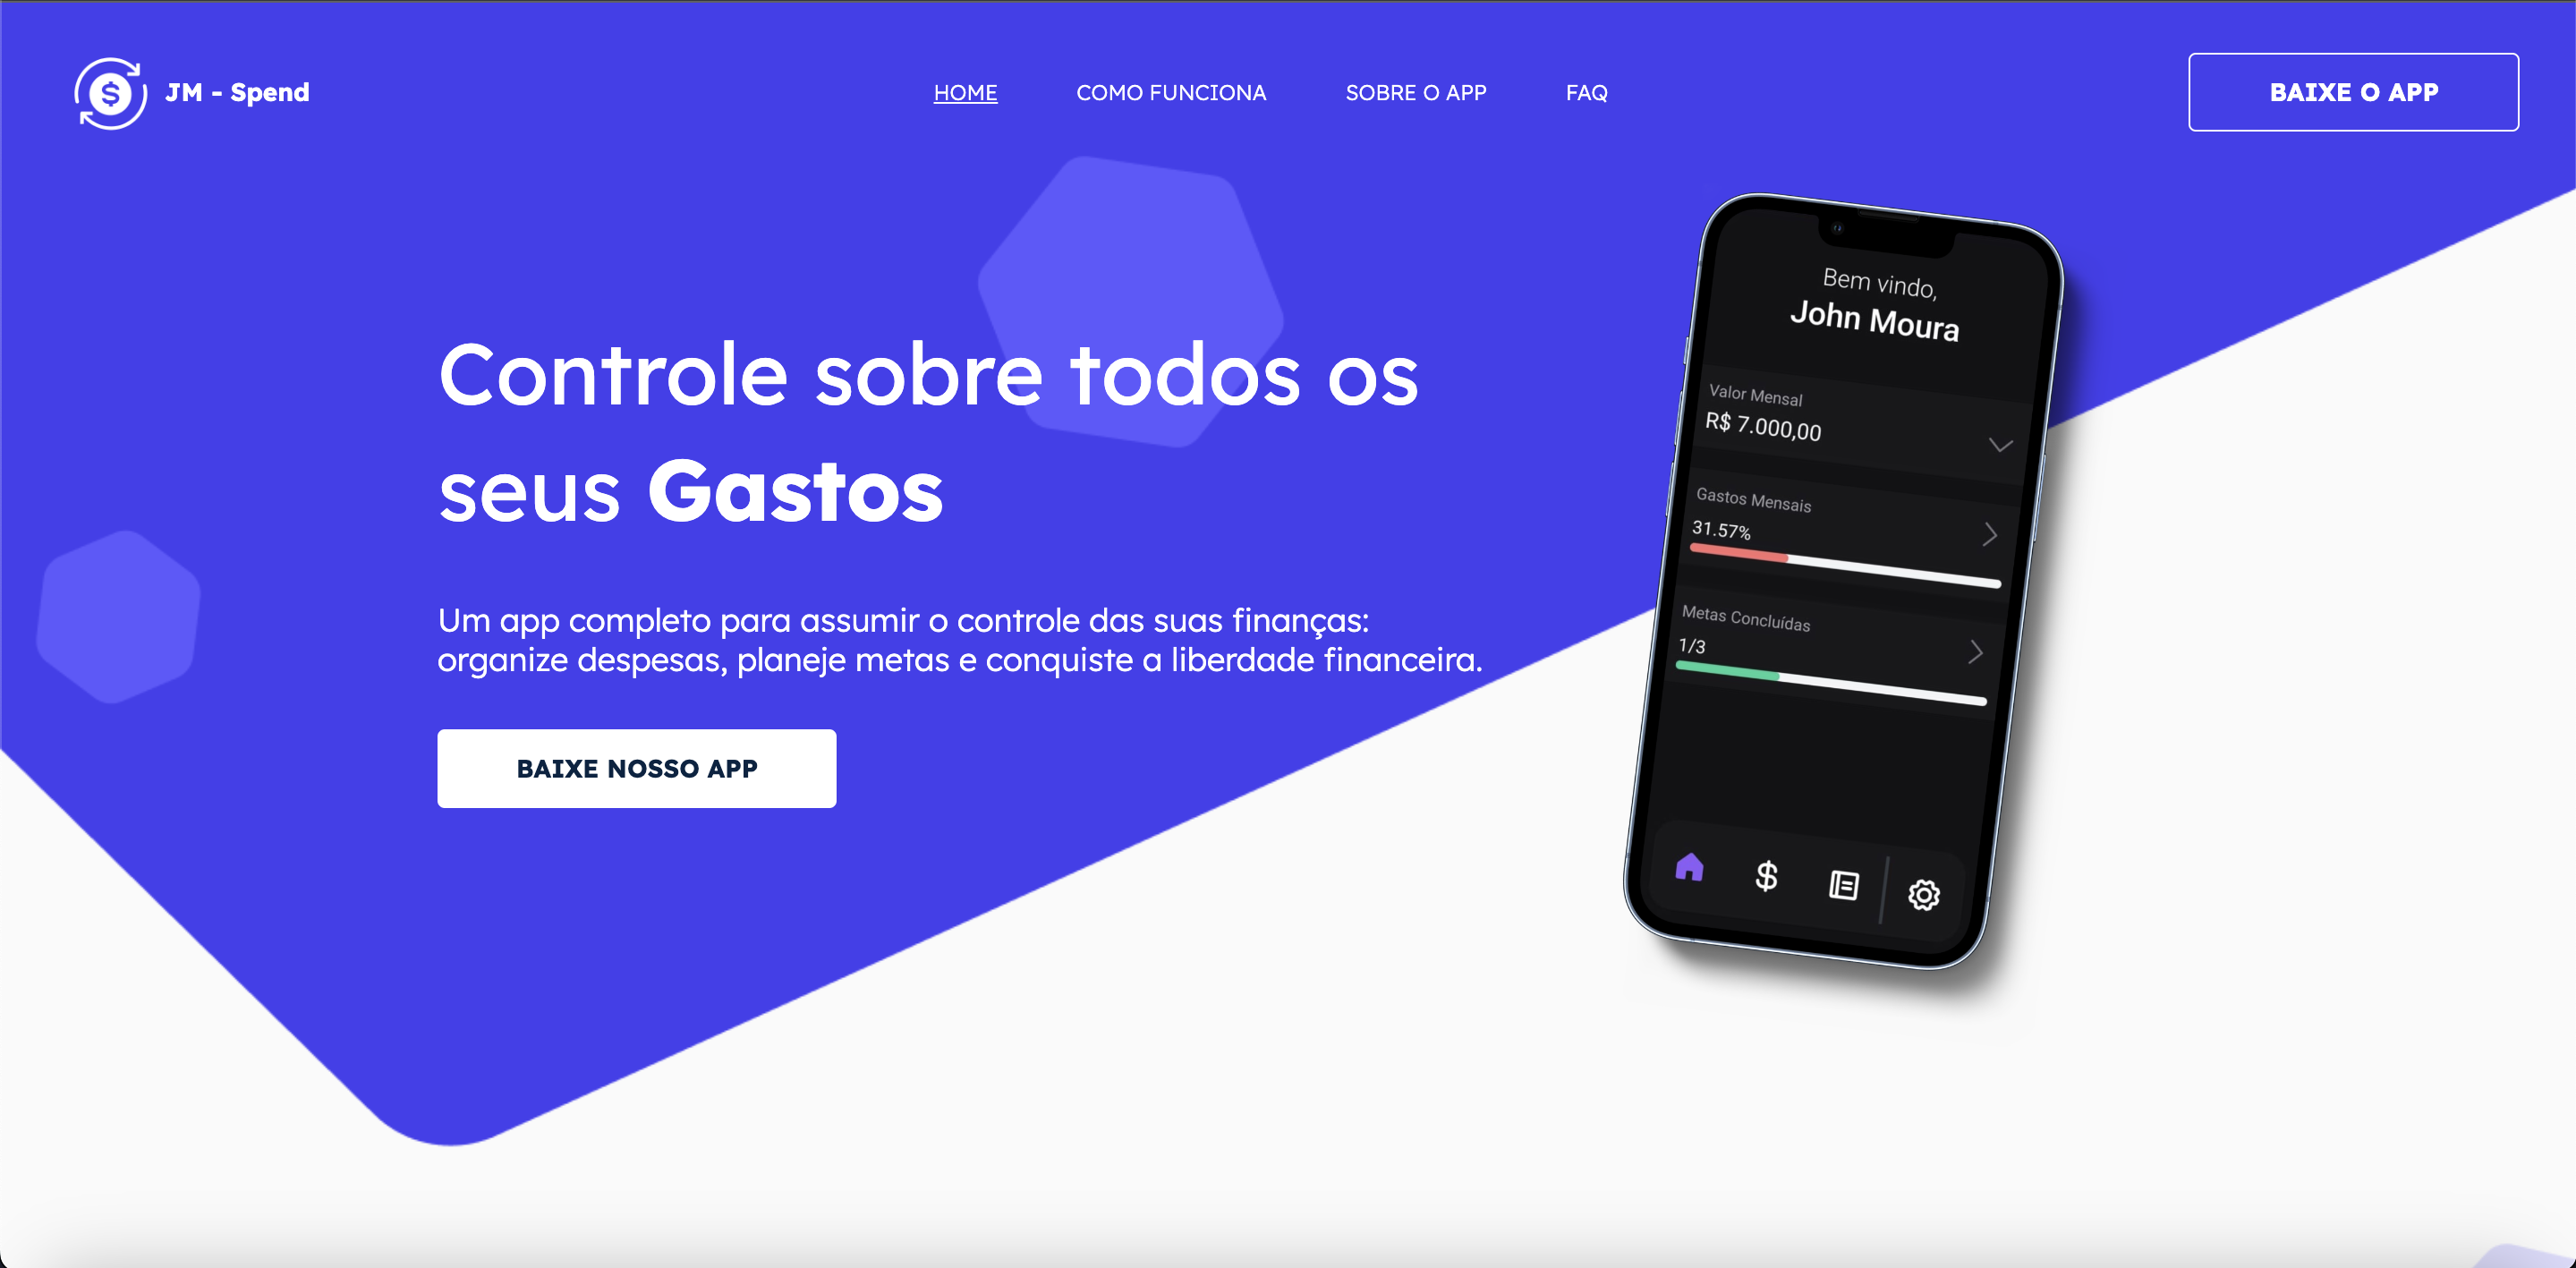 JM - Spend
HOME
COMO FUNCIONA
SOBRE O APP
FAQ
BAIXE O APP
Controle sobre todos os
seus Gastos
Um app completo para assumir o controle das suas finanças:
organize despesas, planeje metas e conquiste a liberdade financeira.
BAIXE NOSSO APP
Bem vindo,
John Moura
Valor Mensal
R$ 7.000,00
Gastos Mensais
31.57%
Metas Concluídas
1/3